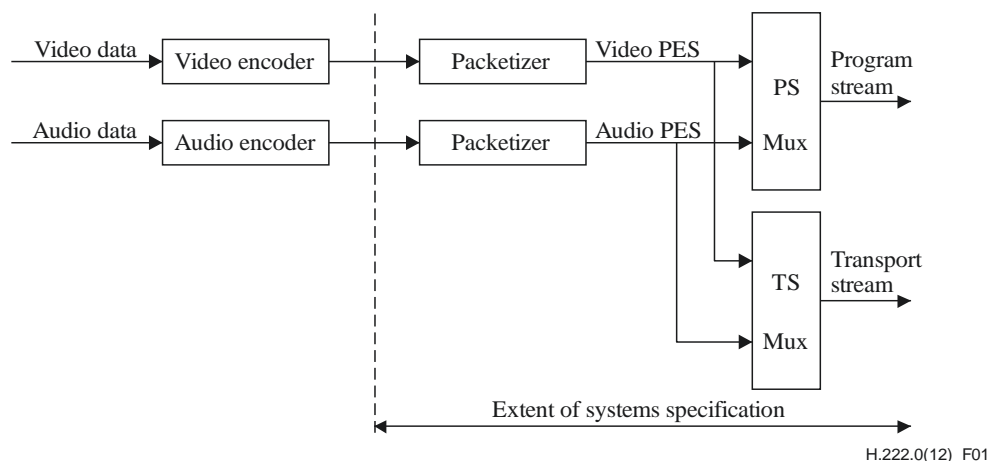 Video data
Video encoder
Packetizer
Video PES
PS
Mux
Program
stream
Audio data
Audio encoder
Packetizer
Audio PES
TS
Mux
Transport
stream
Extent of systems specification
H.222.0(12)_F01